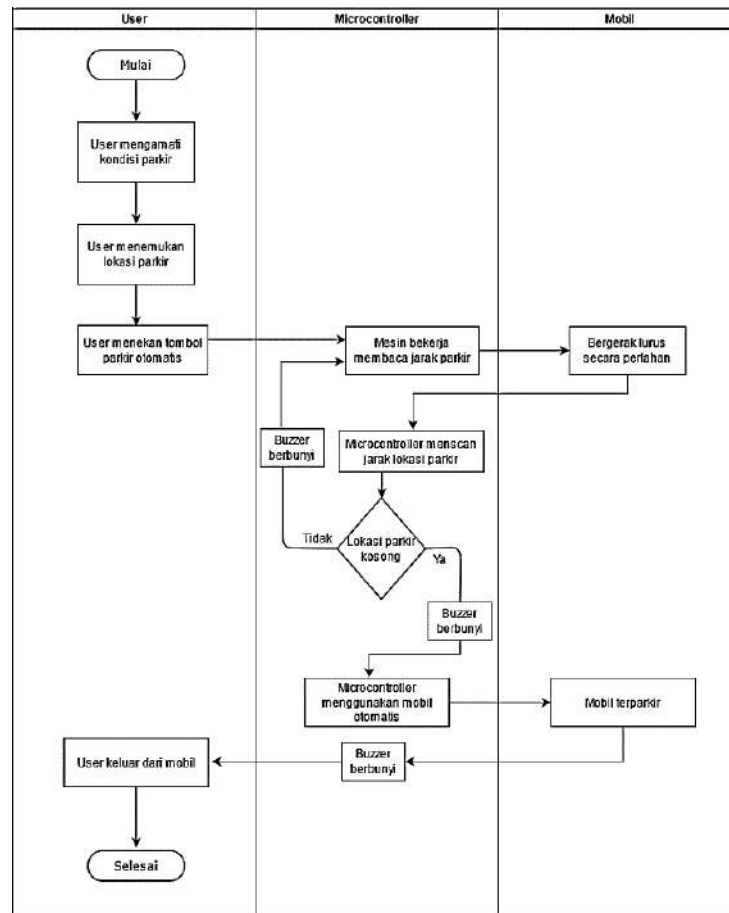 User
Microcontroller
Mobil
Mulai
User mengamati
kondisi parkir
User menemukan
lokasi parkir
User menekan tombol
parkir otomatis
Mesin bekerja
membaca jarak parkir
Bergerak lurus
secara perlahan
Buzzer
berbunyi
Microcontroller menscan
jarak lokasi parkir
Tidak
Lokasi parkir
kosong
Ya
Buzzer
berbunyi
Microcontroller
menggunakan mobil
otomatis
Mobil terparkir
User keluar dari mobil
Buzzer
berbunyi
Selesai